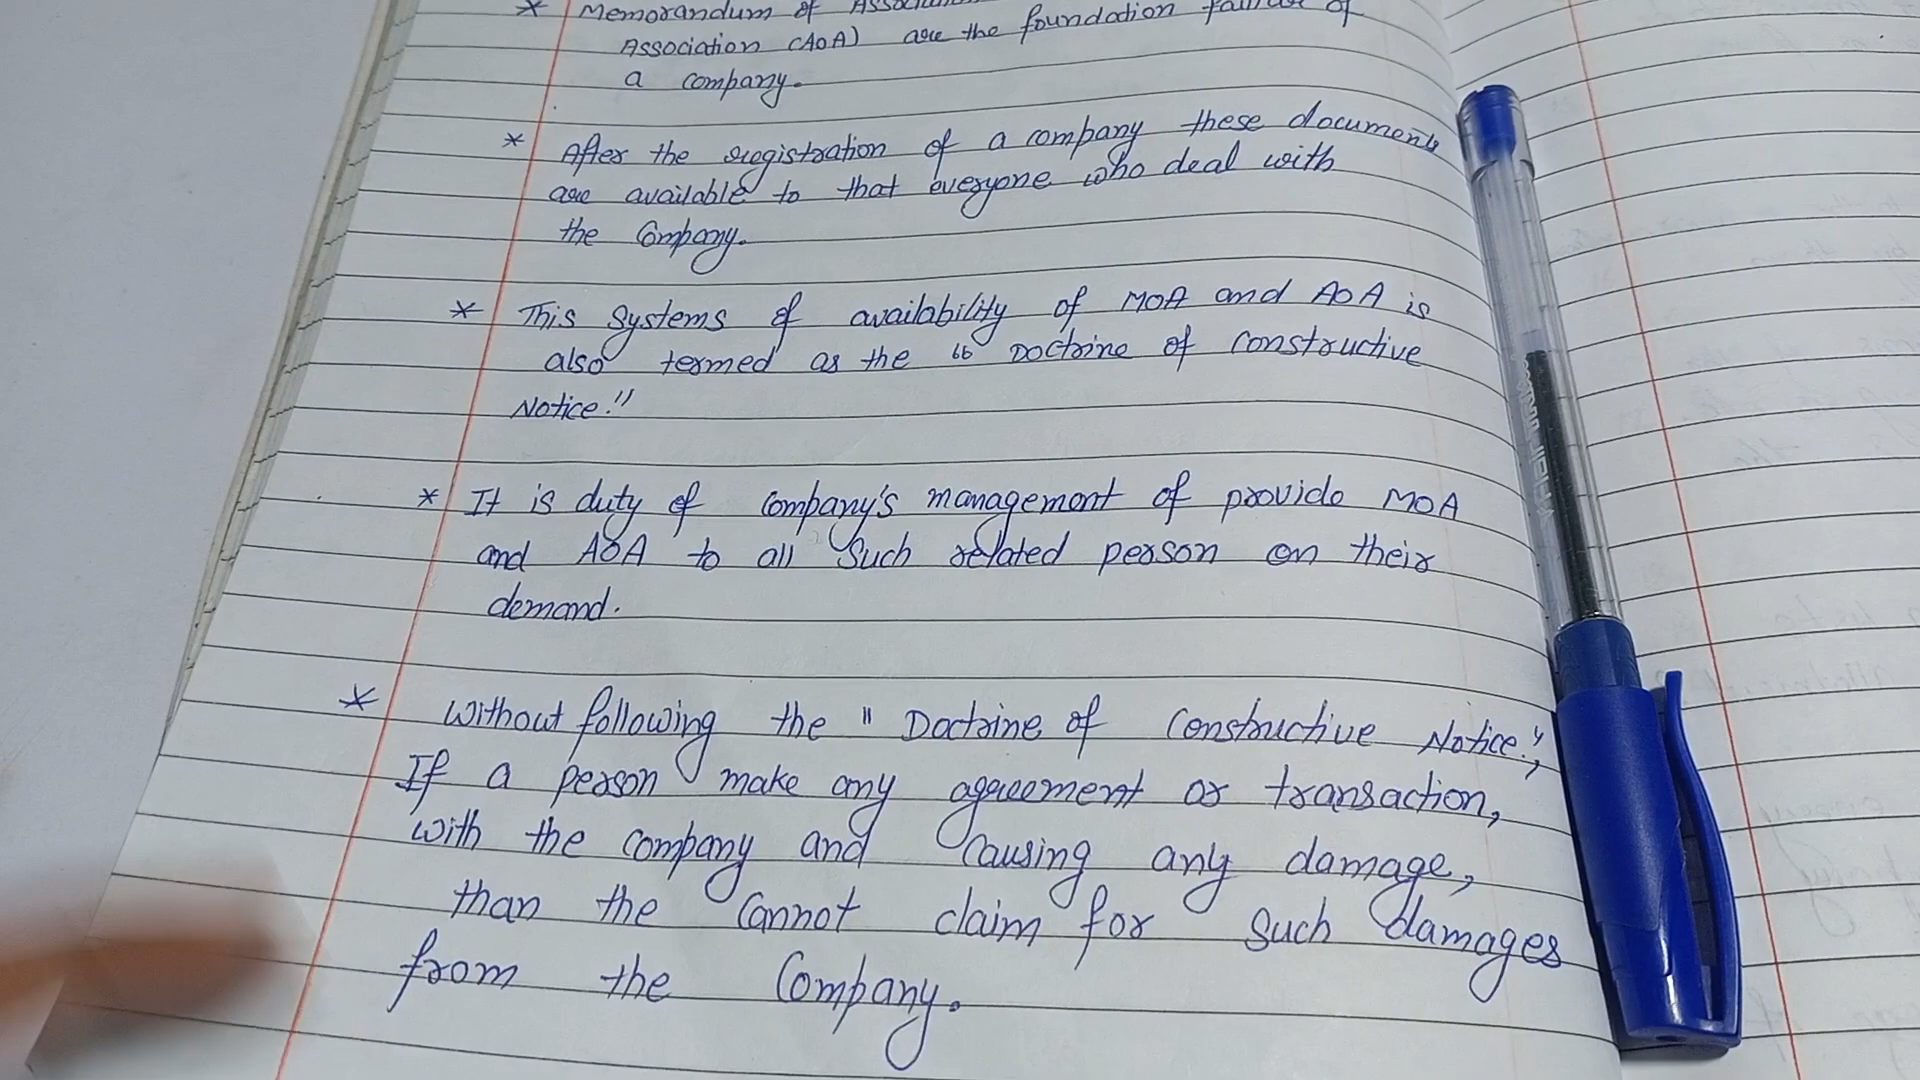 * Memorandum of
Association (AOA) are the foundation of
a company.
* After the registration of a company these documents
are available to that everyone who deal with
the Company.
* This systems of availability of MOA and AOA is
also termed as the “ Doctrine of constructive
Notice."
* It is duty of company's management of provide MOA
and AOA to all Such related person on their
demand.
* without following the " Doctrine of Constructive Notice.",
If a person make any agreement or transaction,
with the company and causing any damage,
than the Cannot claim for Such damages
from the Company.